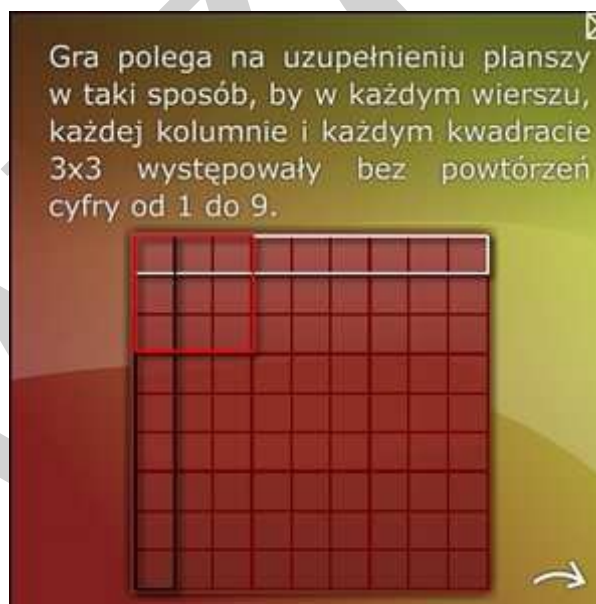 Gra polega na uzupełnieniu planszy
w taki sposób, by w każdym wierszu,
każdej kolumnie i każdym kwadracie
3x3 występowały bez powtórzeń
cyfry od 1 do 9.